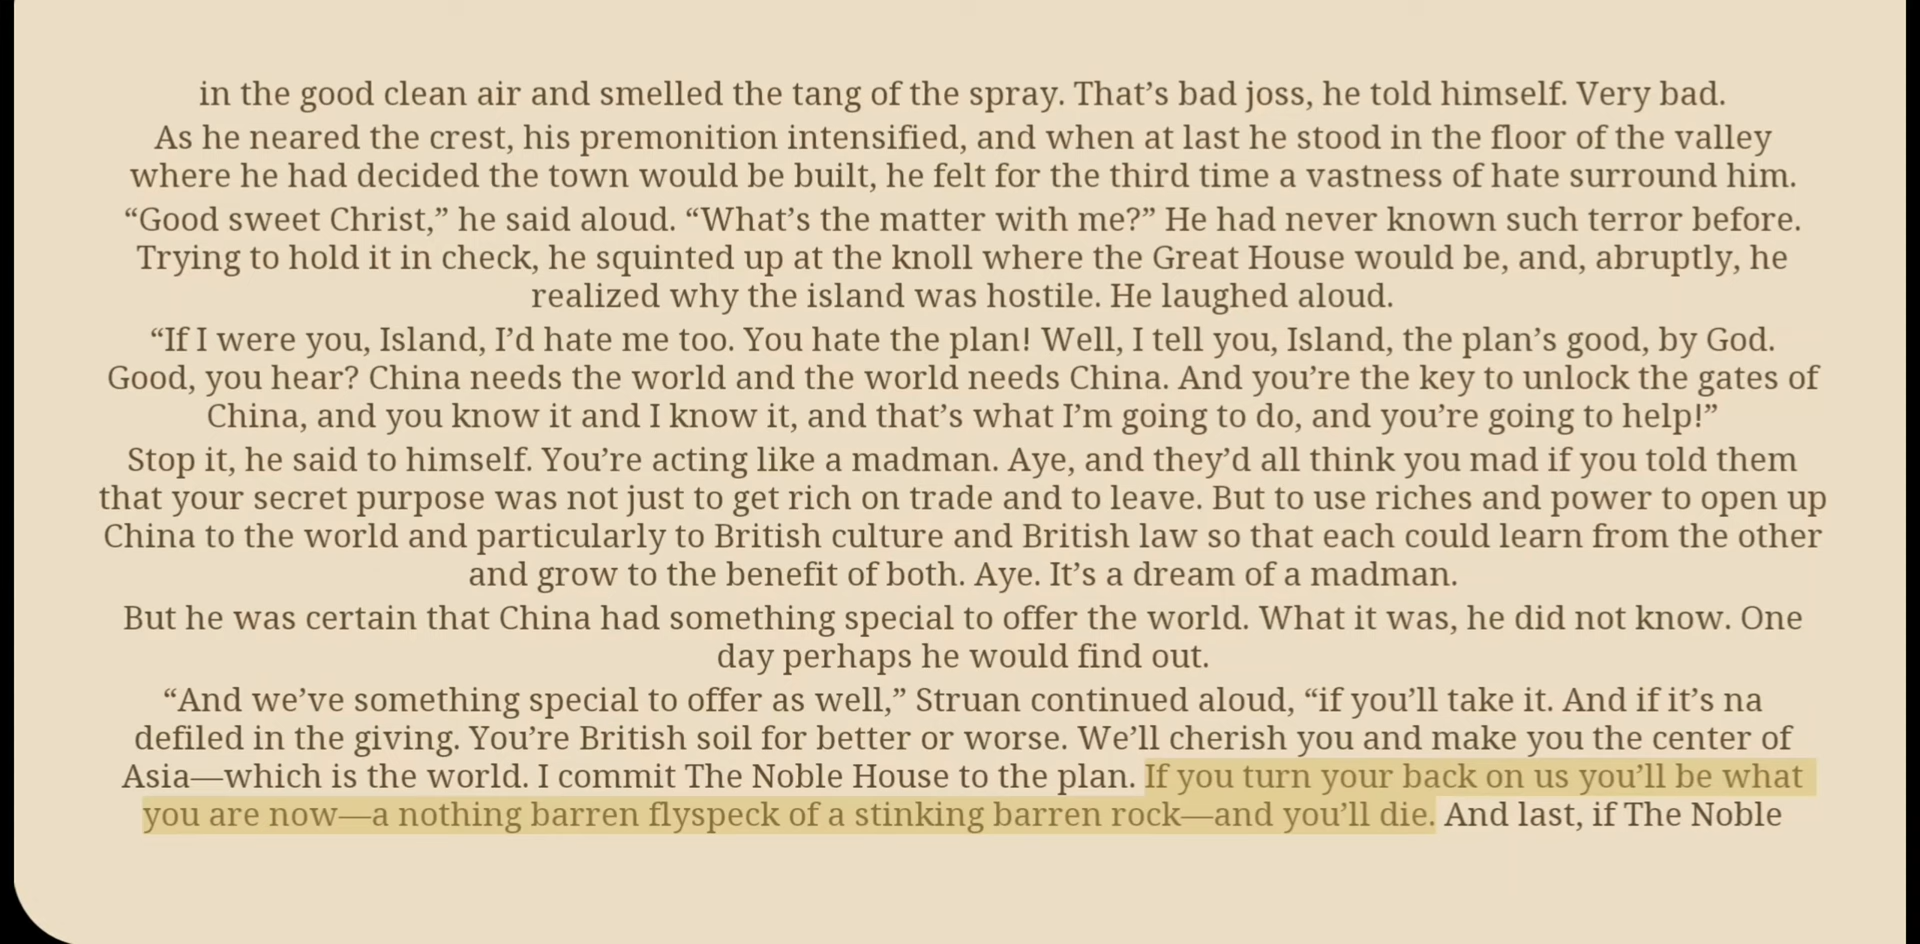 in the good clean air and smelled the tang of the spray. That’s bad joss, he told himself. Very bad.
As he neared the crest, his premonition intensified, and when at last he stood in the floor of the valley
where he had decided the town would be built, he felt for the third time a vastness of hate surround him.
“Good sweet Christ,” he said aloud. “What’s the matter with me?” He had never known such terror before.
Trying to hold it in check, he squinted up at the knoll where the Great House would be, and, abruptly, he
realized why the island was hostile. He laughed aloud.
“If I were you, Island, I’d hate me too. You hate the plan! Well, I tell you, Island, the plan’s good, by God.
Good, you hear? China needs the world and the world needs China. And you’re the key to unlock the gates of
China, and you know it and I know it, and that’s what I’m going to do, and you’re going to help!”
Stop it, he said to himself. You’re acting like a madman. Aye, and they’d all think you mad if you told them
that your secret purpose was not just to get rich on trade and to leave. But to use riches and power to open up
China to the world and particularly to British culture and British law so that each could learn from the other
and grow to the benefit of both. Aye. It’s a dream of a madman.
But he was certain that China had something special to offer the world. What it was, he did not know. One
day perhaps he would find out.
“And we’ve something special to offer as well,” Struan continued aloud, “if you’ll take it. And if it’s na
defiled in the giving. You’re British soil for better or worse. We’ll cherish you and make you the center of
Asia—which is the world. I commit The Noble House to the plan. If you turn your back on us you’ll be what
you are now—a nothing barren flyspeck of a stinking barren rock—and you’ll die. And last, if The Noble